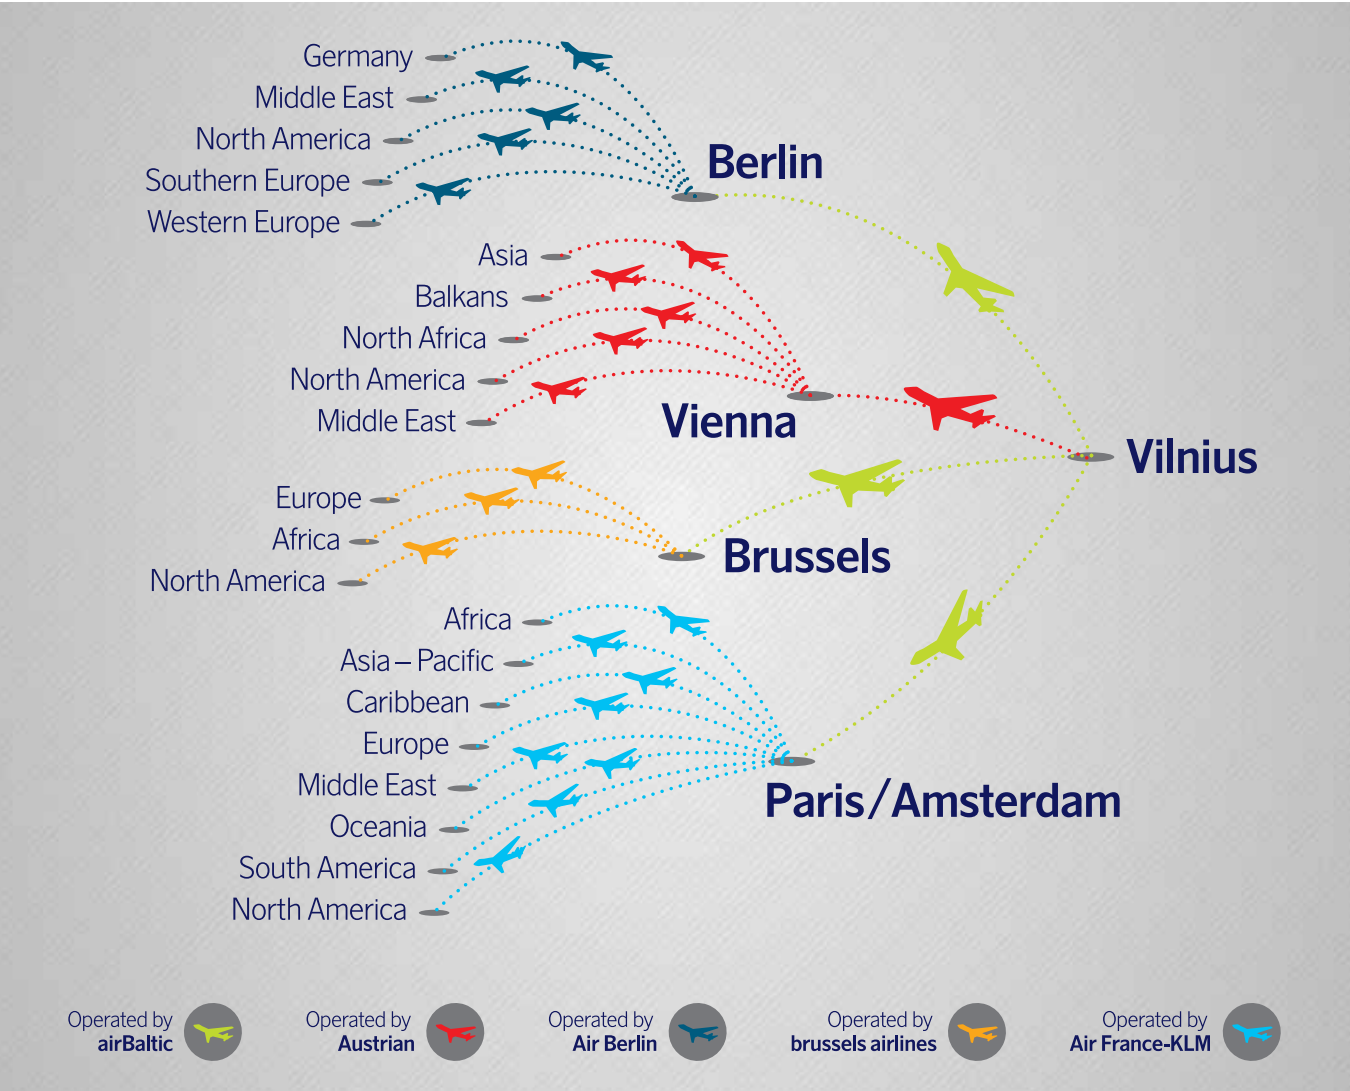 Germany
Middle East
North America
Southern Europe
Western Europe
Berlin
Asia
Balkans
North Africa
North America
Middle East
Vienna
Vilnius
Europe
Africa
North America
Brussels
Africa
Asia – Pacific
Caribbean
Europe
Middle East
Oceania
South America
North America
Paris/Amsterdam
Operated by
airBaltic
Operated by
Austrian
Operated by
Air Berlin
Operated by
brussels airlines
Operated by
Air France-KLM